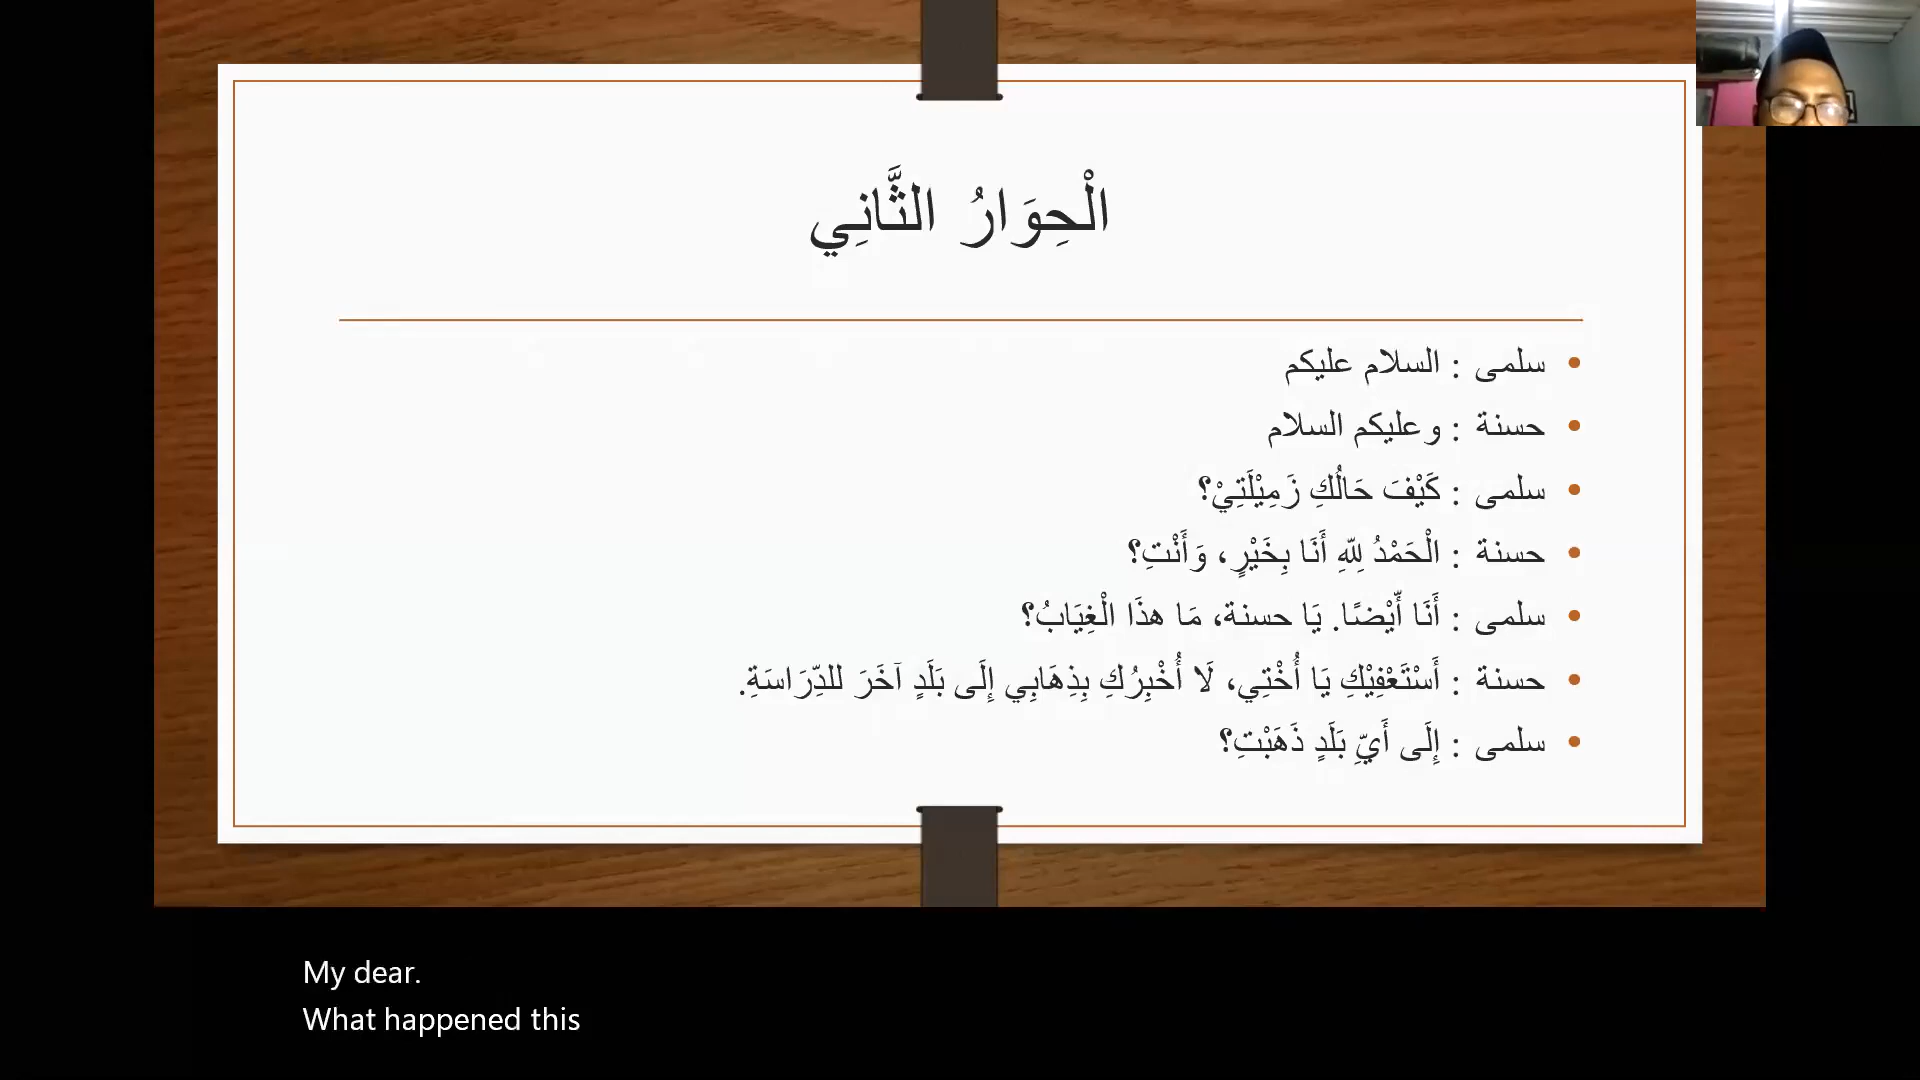 الْحِوَارُ الثَّانِي
سلمى : السلام عليكم
حسنة : وعليكم السلام
سلمى : كَيْفَ حَالُكِ زَمِيْلَتِيْ؟
حسنة : الْحَمْدُ لِلّهِ أَنَا بِخَيْرٍ، وَأَنْتِ؟
سلمى : أَنَا أَيْضًا. يَا حسنة، مَا هذَا الْغِيَابُ؟
حسنة : أَسْتَعْفِيْكِ يَا أُخْتِي، لَا أُخْبِرُكِ بِذِهَابِي إِلَى بَلَدٍ آخَرَ للدِّرَاسَةِ.
سلمى : إِلَى أَيِّ بَلَدٍ ذَهَبْتِ؟
My dear.
What happened this